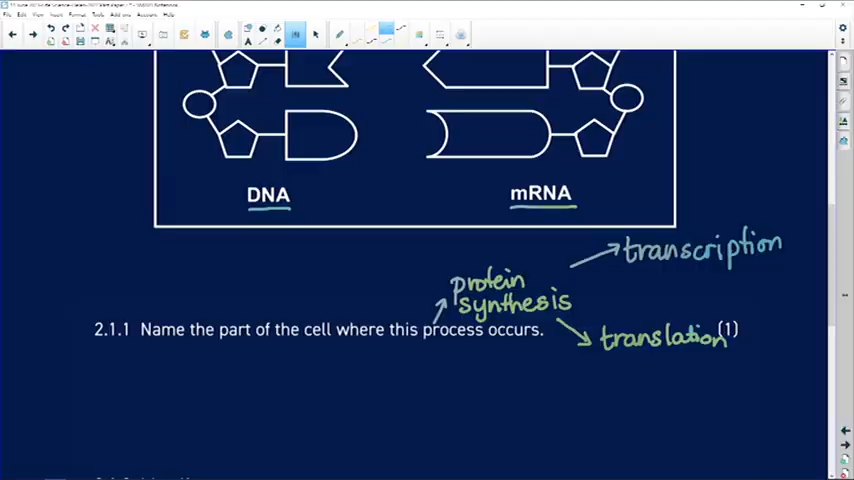 DNA
mRNA
transcription
protein
synthesis
2.1.1 Name the part of the cell where this process occurs. (1)
translation